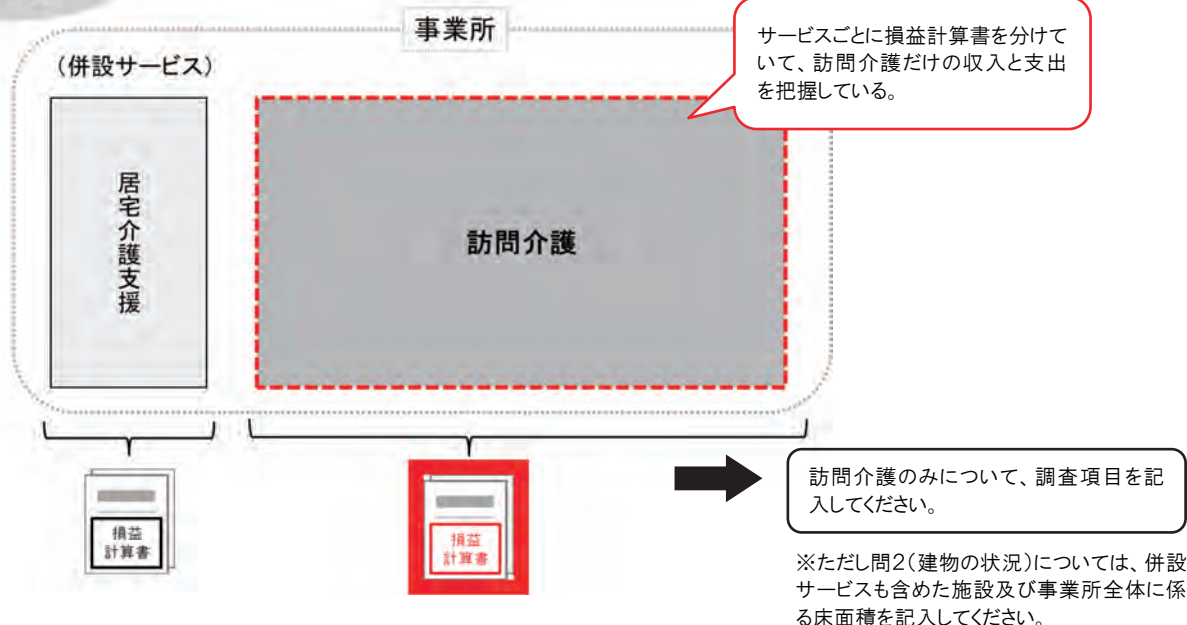 事業所
サービスごとに損益計算書を分けて
いて、訪問介護だけの収入と支出
を把握している。
(併設サービス)
居宅介護支援
訪問介護
損益
計算書
損益
計算書
訪問介護のみについて、調査項目を記
入してください。
※ただし問2(建物の状況)については、併設
サービスも含めた施設及び事業所全体に係
る床面積を記入してください。